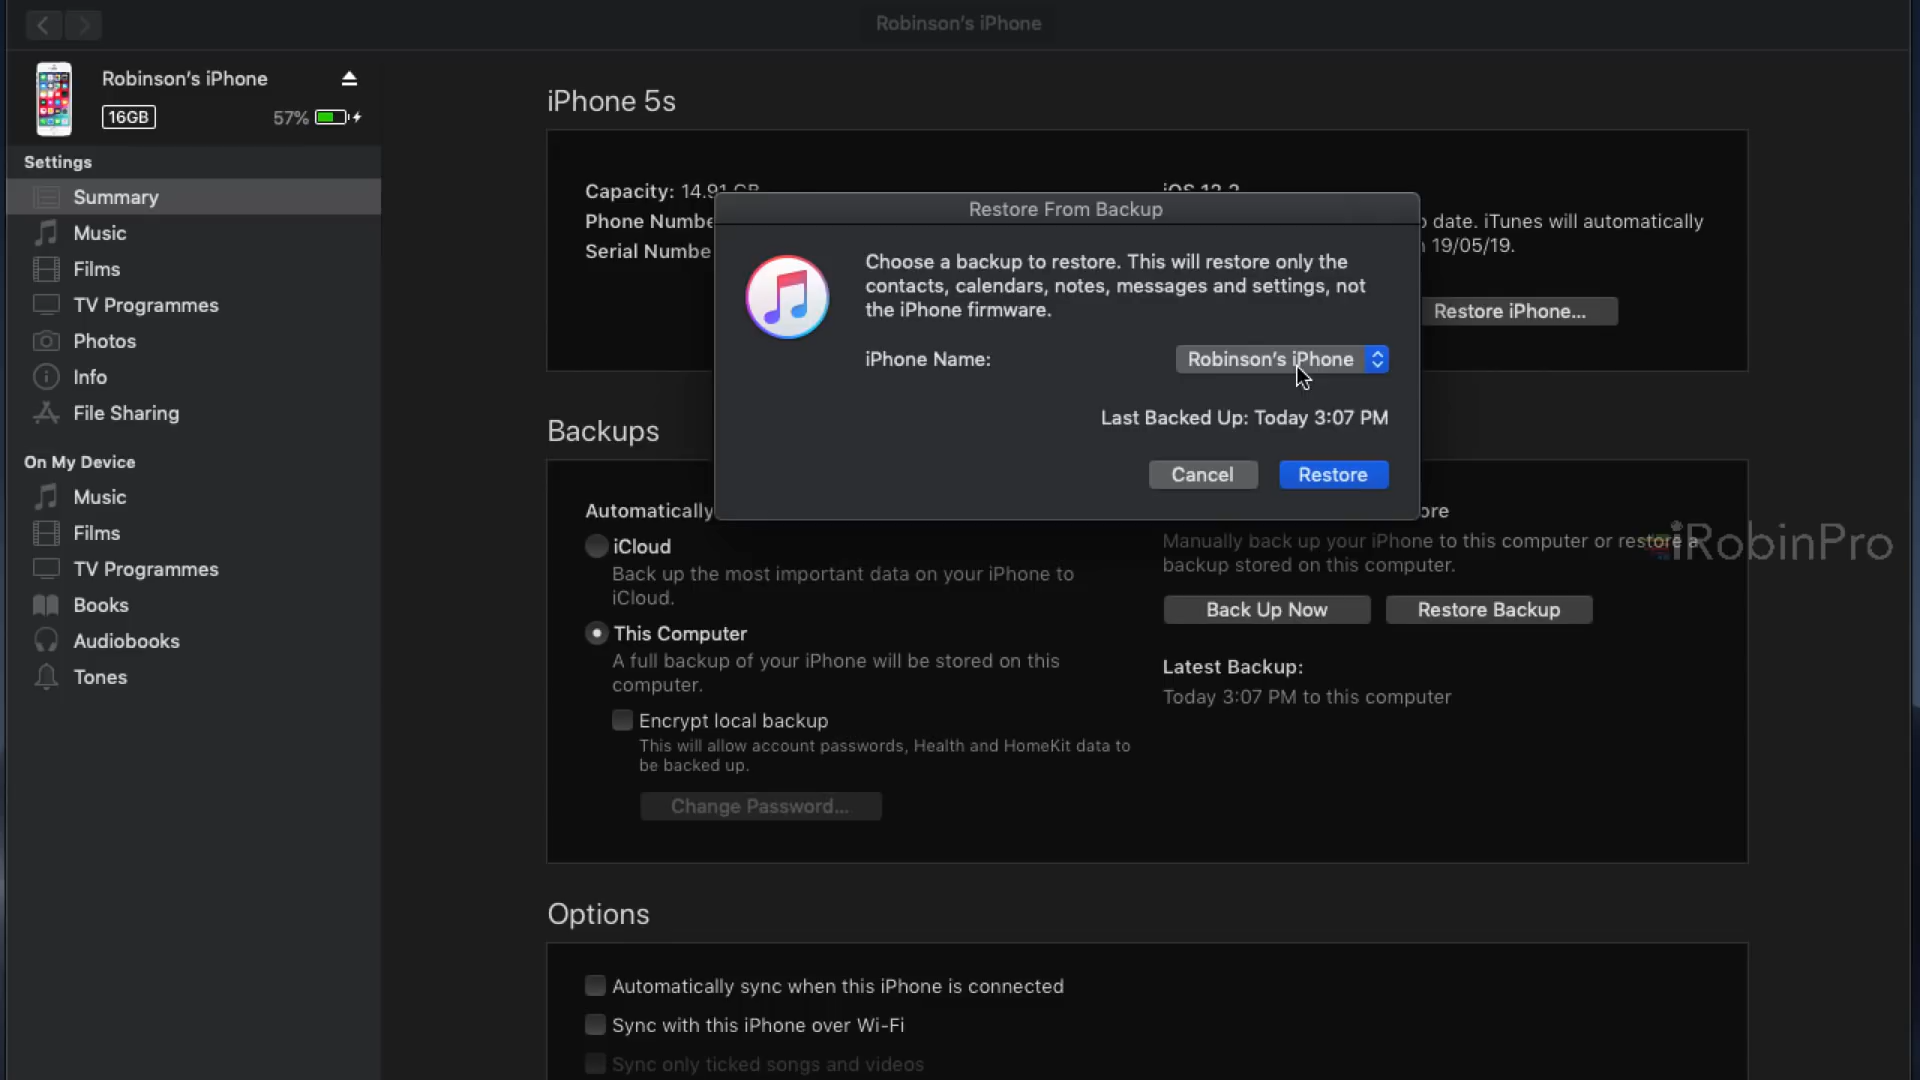 Robinson's iPhone
Robinson's iPhone
16GB
57%
Settings
Summary
Music
Films
TV Programmes
Photos
Info
File Sharing
On My Device
Music
Films
TV Programmes
Books
Audiobooks
Tones
iPhone 5s
Capacity: 14.91 GB
Phone Numbe
Serial Numbe
iOS 12.2
date. iTunes will automatically
19/05/19.
Restore iPhone...
Restore From Backup
Choose a backup to restore. This will restore only the
contacts, calendars, notes, messages and settings, not
the iPhone firmware.
iPhone Name:
Robinson's iPhone
Last Backed Up: Today 3:07 PM
Cancel
Restore
Backups
Automatically
iCloud
Back up the most important data on your iPhone to
iCloud.
This Computer
A full backup of your iPhone will be stored on this
computer.
Encrypt local backup
This will allow account passwords, Health and HomeKit data to
be backed up.
Change Password...
ore
Manually back up your iPhone to this computer or restore a
backup stored on this computer.
Back Up Now
Restore Backup
Latest Backup:
Today 3:07 PM to this computer
iRobinPro
Options
Automatically sync when this iPhone is connected
Sync with this iPhone over Wi-Fi
Sync only ticked songs and videos